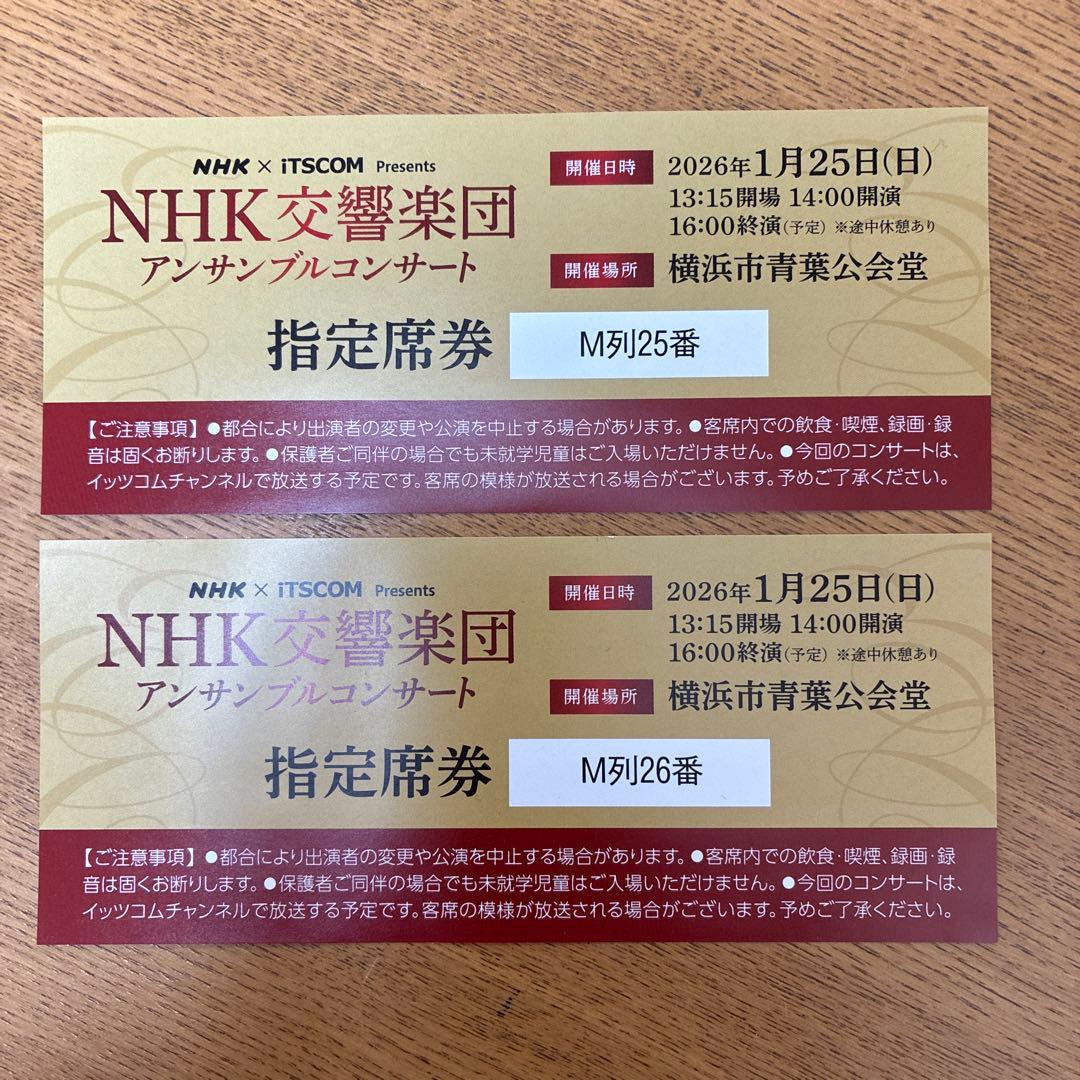 NHK × iTSCOM Presents
NHK交響楽団
アンサンブルコンサート
開催日時 2026年1月25日(日)
13:15開場 14:00開演
16:00終演(予定) ※途中休憩あり
開催場所 横浜市青葉公会堂
指定席券 M列25番
【ご注意事項】●都合により出演者の変更や公演を中止する場合があります。●客席内での飲食・喫煙、録画・録
音は固くお断りします。●保護者ご同伴の場合でも未就学児童はご入場いただけません。●今回のコンサートは、
イッツコムチャンネルで放送する予定です。客席の模様が放送される場合がございます。予めご了承ください。
NHK × iTSCOM Presents
NHK交響楽団
アンサンブルコンサート
開催日時 2026年1月25日(日)
13:15開場 14:00開演
16:00終演(予定) ※途中休憩あり
開催場所 横浜市青葉公会堂
指定席券 M列26番
【ご注意事項】●都合により出演者の変更や公演を中止する場合があります。●客席内での飲食・喫煙、録画・録
音は固くお断りします。●保護者ご同伴の場合でも未就学児童はご入場いただけません。●今回のコンサートは、
イッツコムチャンネルで放送する予定です。客席の模様が放送される場合がございます。予めご了承ください。